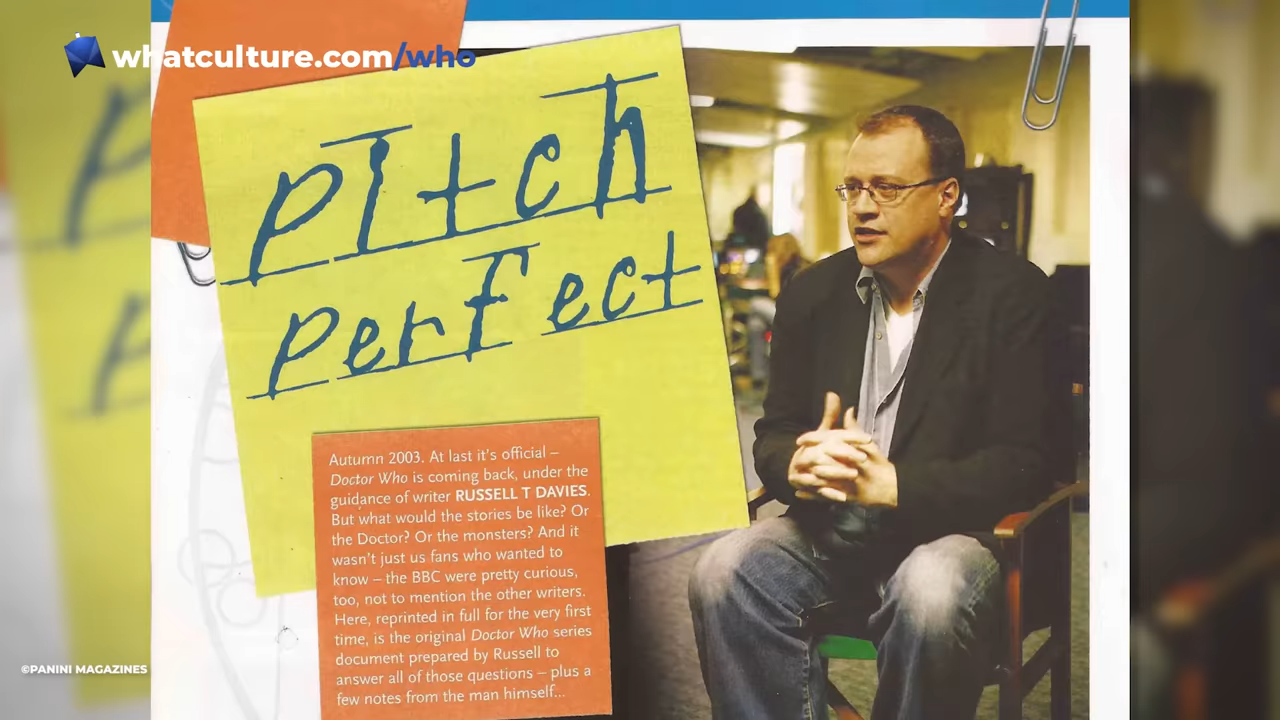 whatculture.com/who
pItch
perfect
Autumn 2003. At last it's official –
Doctor Who is coming back, under the
guidance of writer RUSSELL T DAVIES.
But what would the stories be like? Or
the Doctor? Or the monsters? And it
wasn't just us fans who wanted to
know – the BBC were pretty curious,
too, not to mention the other writers.
Here, reprinted in full for the very first
time, is the original Doctor Who series
document prepared by Russell to
answer all of those questions – plus a
few notes from the man himself...
©PANINI MAGAZINES